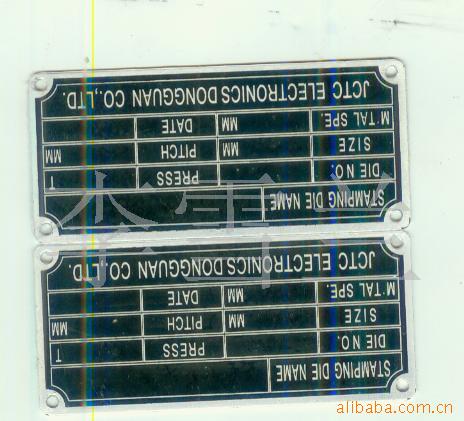 STAMPING DIE NAME
DIE NO. PRESS T
SIZE MM PITCH MM
M'TAL SPE. MM DATE
JCTC ELECTRONICS DONGGUAN CO.,LTD.
STAMPING DIE NAME
DIE NO. PRESS T
SIZE MM PITCH MM
M'TAL SPE. MM DATE
JCTC ELECTRONICS DONGGUAN CO.,LTD.
alibaba.com.cn